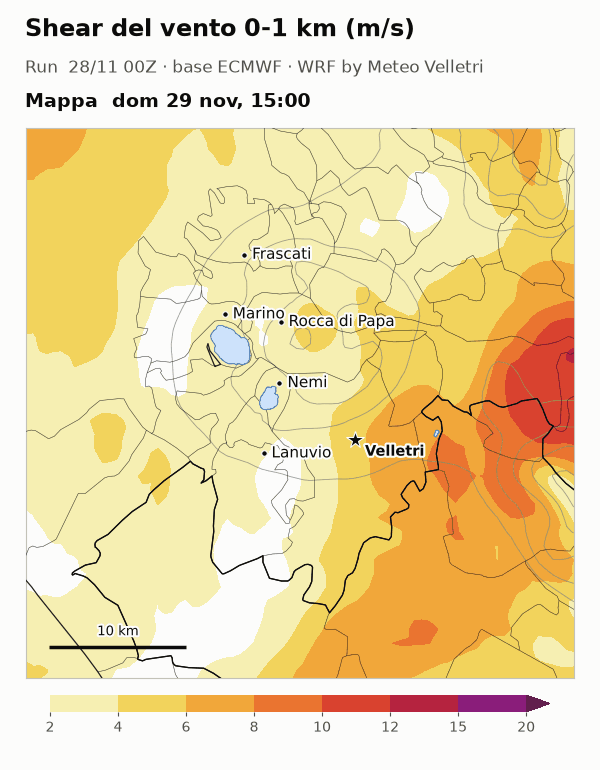 Shear del vento 0-1 km (m/s)
Run 28/11 00Z · base ECMWF · WRF by Meteo Velletri
Mappa dom 29 nov, 15:00
Frascati
Marino
Rocca di Papa
Nemi
Velletri
Lanuvio
10 km
2 4 6 8 10 12 15 20